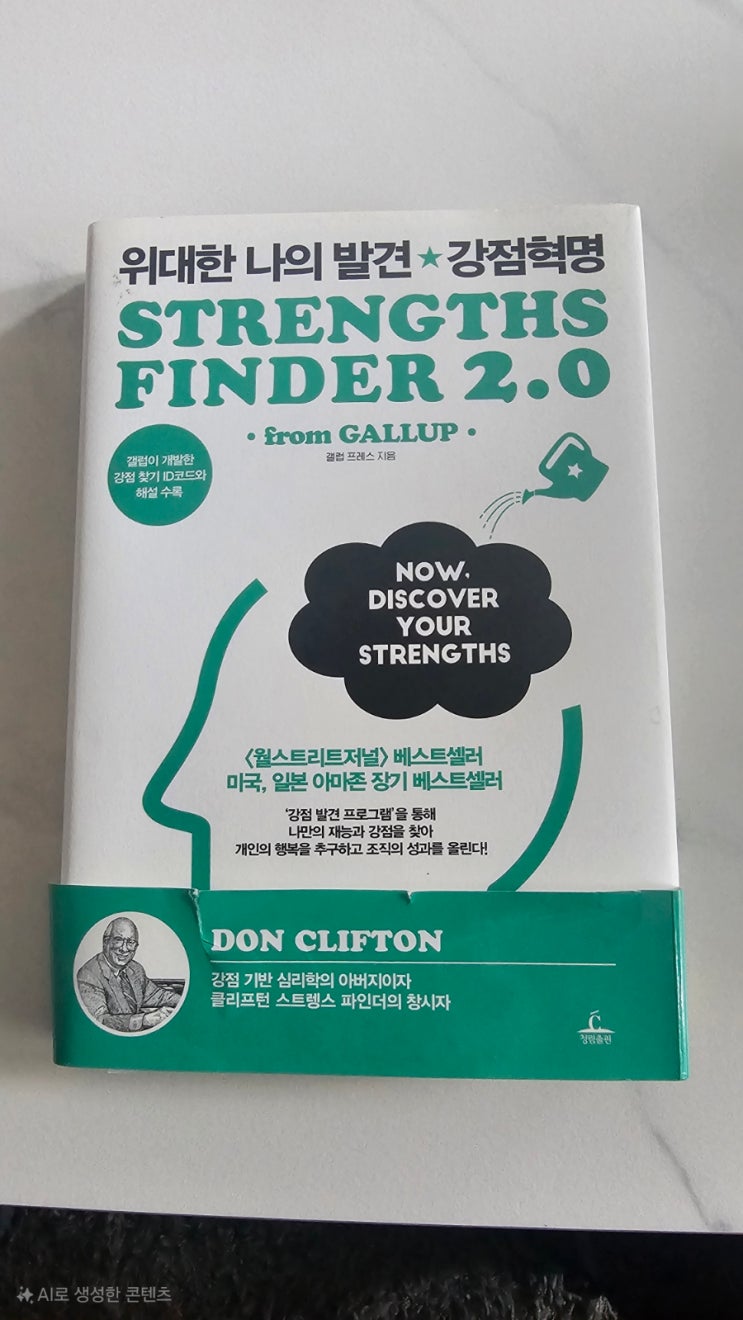 위대한 나의 발견 ★ 강점혁명
STRENGTHS
FINDER 2.0
• from GALLUP •
갤럽 프레스 지음
갤럽이 개발한
강점 찾기 ID코드와
해설 수록
NOW,
DISCOVER
YOUR
STRENGTHS
〈월스트리트저널〉 베스트셀러
미국, 일본 아마존 장기 베스트셀러
'강점 발견 프로그램'을 통해
나만의 재능과 강점을 찾아
개인의 행복을 추구하고 조직의 성과를 올린다!
DON CLIFTON
강점 기반 심리학의 아버지이자
클리프턴 스트렝스 파인더의 창시자
Ć
청림출판
AI로 생성한 콘텐츠